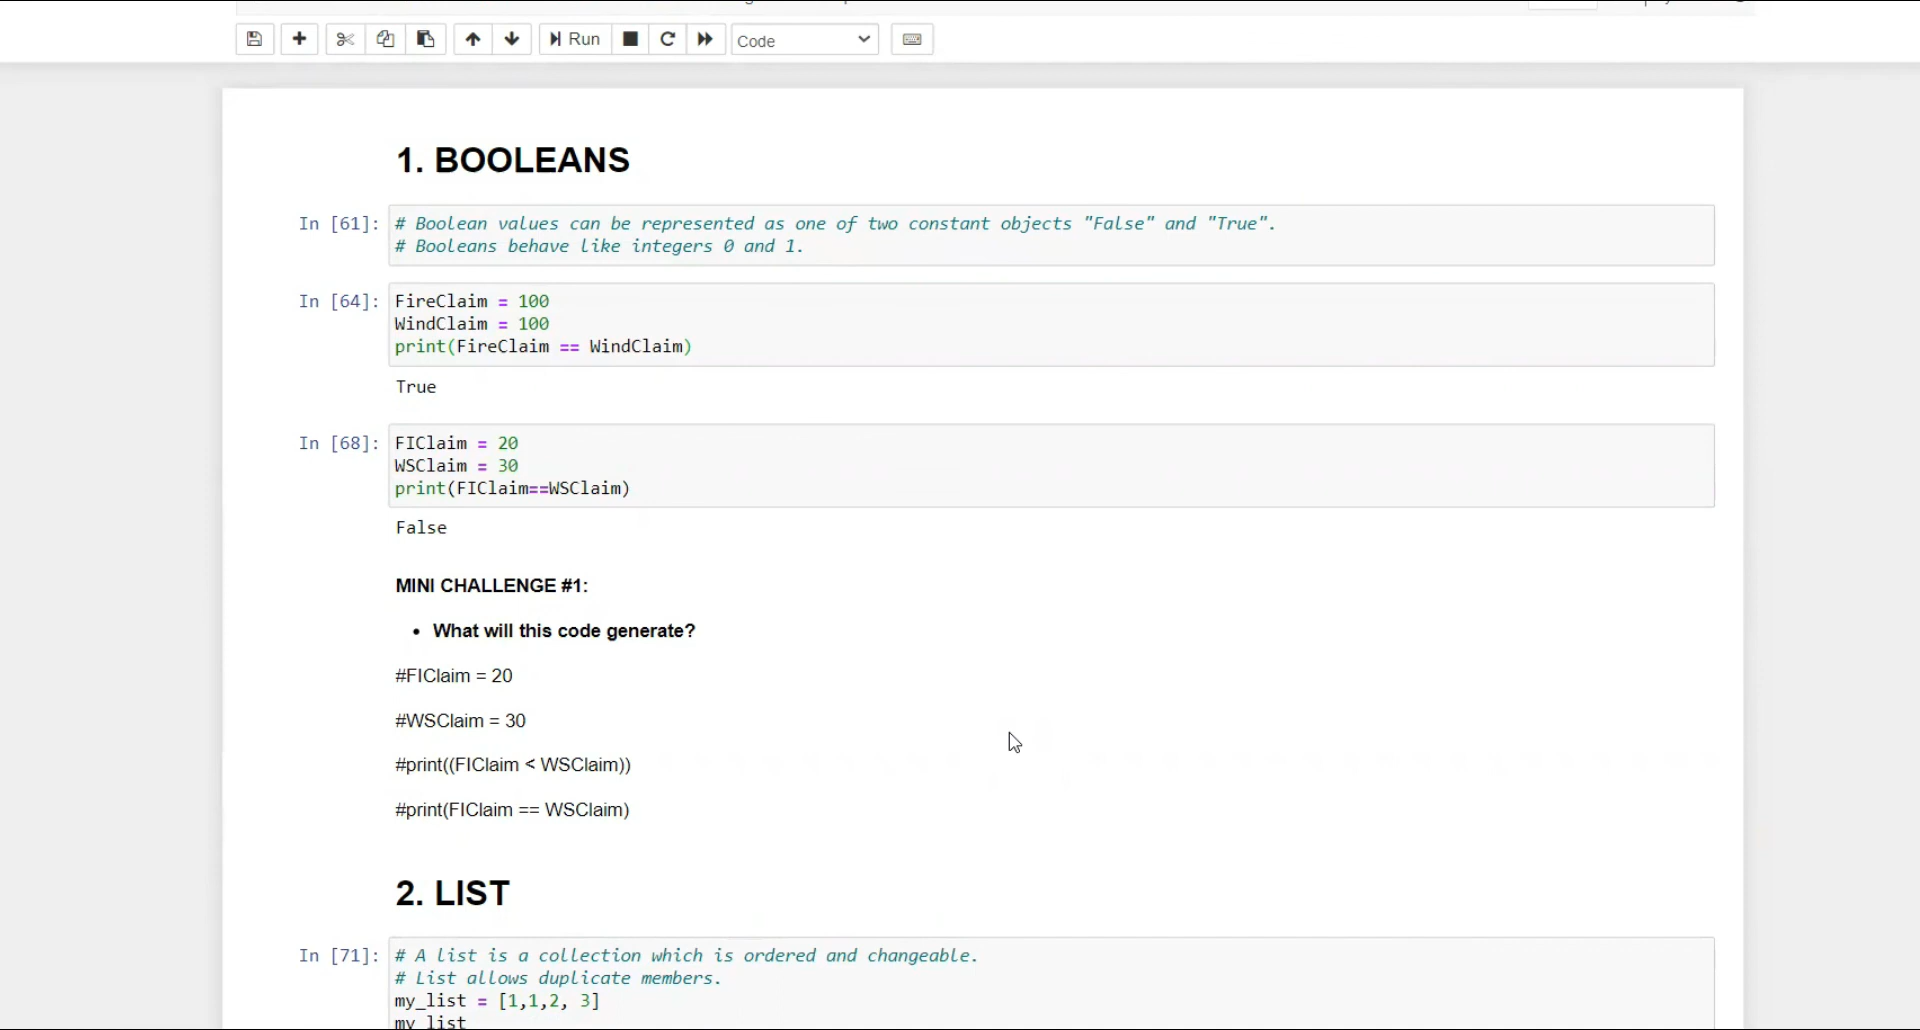 Run
Code
1. BOOLEANS
In [61]: # Boolean values can be represented as one of two constant objects "False" and "True".
# Booleans behave like integers 0 and 1.
In [64]: FireClaim = 100
WindClaim = 100
print(FireClaim == WindClaim)
True
In [68]: FIClaim = 20
WSClaim = 30
print(FIClaim==WSClaim)
False
MINI CHALLENGE #1:
• What will this code generate?
#FIClaim = 20
#WSClaim = 30
#print((FIClaim < WSClaim))
#print(FIClaim == WSClaim)
2. LIST
In [71]: # A list is a collection which is ordered and changeable.
# List allows duplicate members.
my_list = [1,1,2, 3]
my_list